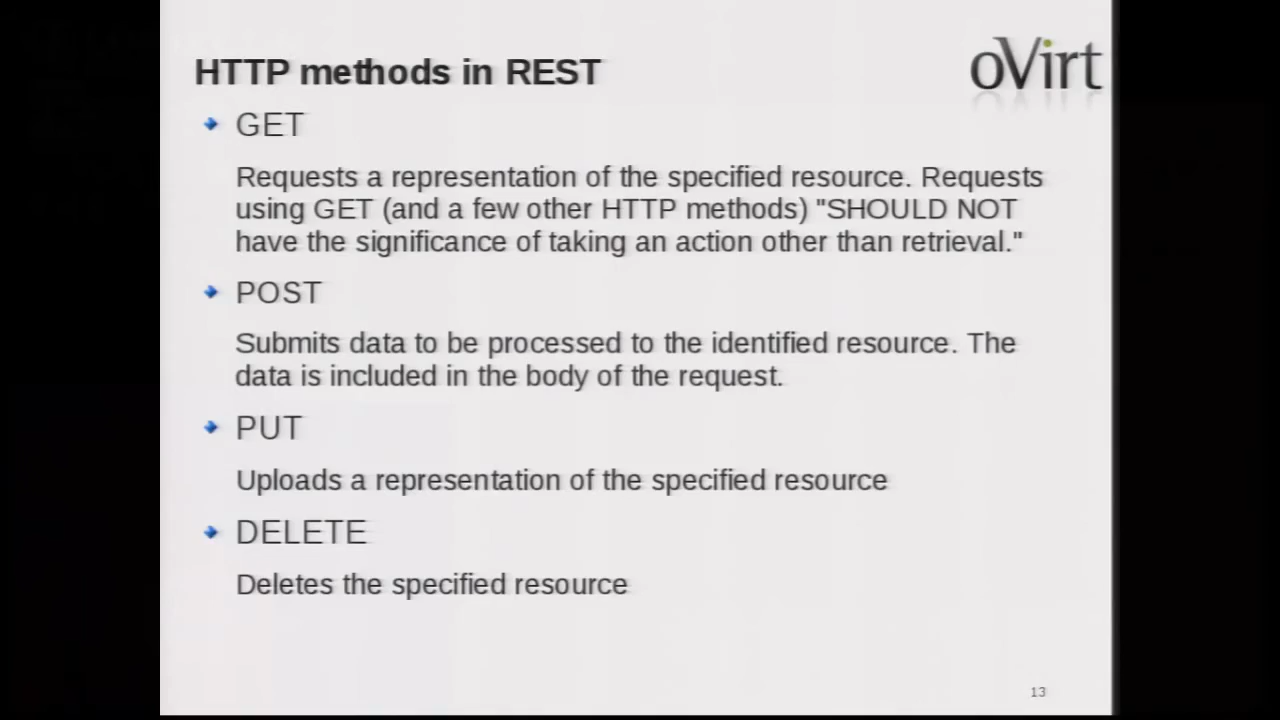 HTTP methods in REST
oVirt
GET
Requests a representation of the specified resource. Requests
using GET (and a few other HTTP methods) "SHOULD NOT
have the significance of taking an action other than retrieval."
POST
Submits data to be processed to the identified resource. The
data is included in the body of the request.
PUT
Uploads a representation of the specified resource
DELETE
Deletes the specified resource
13